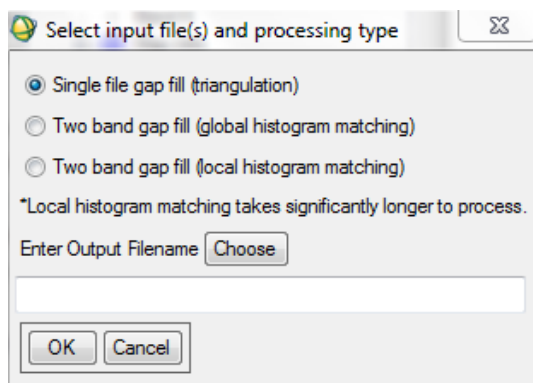 Select input file(s) and processing type
Single file gap fill (triangulation)
Two band gap fill (global histogram matching)
Two band gap fill (local histogram matching)
*Local histogram matching takes significantly longer to process.
Enter Output Filename Choose
OK Cancel